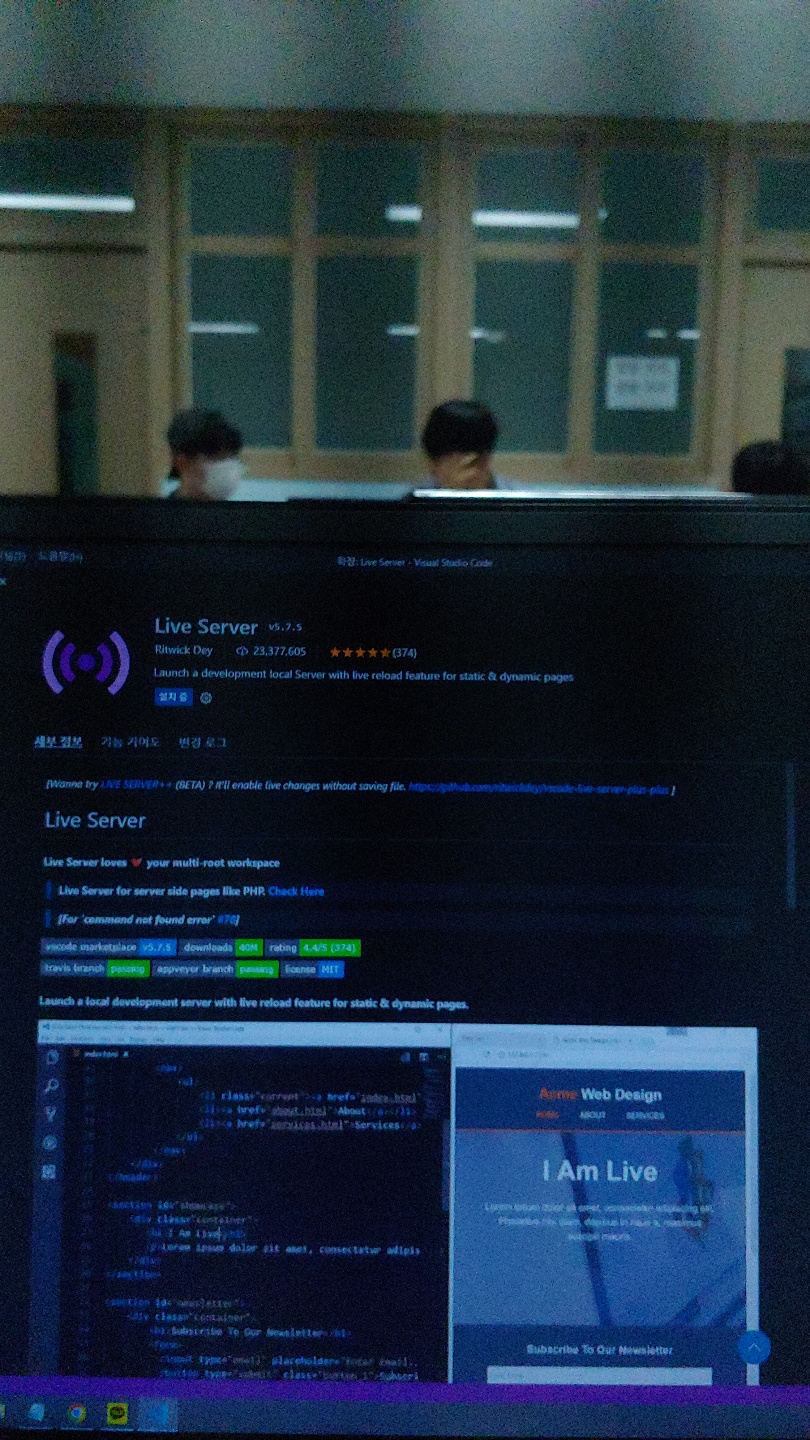 도움말(H)
확장: Live Server - Visual Studio Code
Live Server v5.7.5
Ritwick Dey 23,377,605 (374)
Launch a development local Server with live reload feature for static & dynamic pages
설치 중
세부 정보 기능 기여도 변경 로그
[Wanna try LIVE SERVER++ (BETA) ? It'll enable live changes without saving file. https://github.com/ritwickdey/vscode-live-server-plus-plus ]
Live Server
Live Server loves your multi-root workspace
Live Server for server side pages like PHP. Check Here
[For 'command not found error' #78]
vscode marketplace v5.7.5 downloads 40M rating 4.4/5 (374)
travis branch passing appveyor branch passing license MIT
Launch a local development server with live reload feature for static & dynamic pages.
index.html
<ul>
<li class="current"><a href="index.html"
<li><a href="about.html">About</a></li>
<li><a href="services.html">Services</a>
</ul>
</nav>
</div>
</header>
<section id="showcase">
<div class="container">
<h1>I Am Live</h1>
<p>Lorem ipsum dolor sit amet, consectetur adipis
</div>
</section>
<section id="newsletter">
<div class="container">
<h1>Subscribe To Our Newsletter</h1>
<form>
<input type="email" placeholder="Enter Email..
<button type="submit" class="button_1">Subscri
Acme Web Design
HOME ABOUT SERVICES
I Am Live
Lorem ipsum dolor sit amet, consectetur adipiscing elit.
Subscribe To Our Newsletter